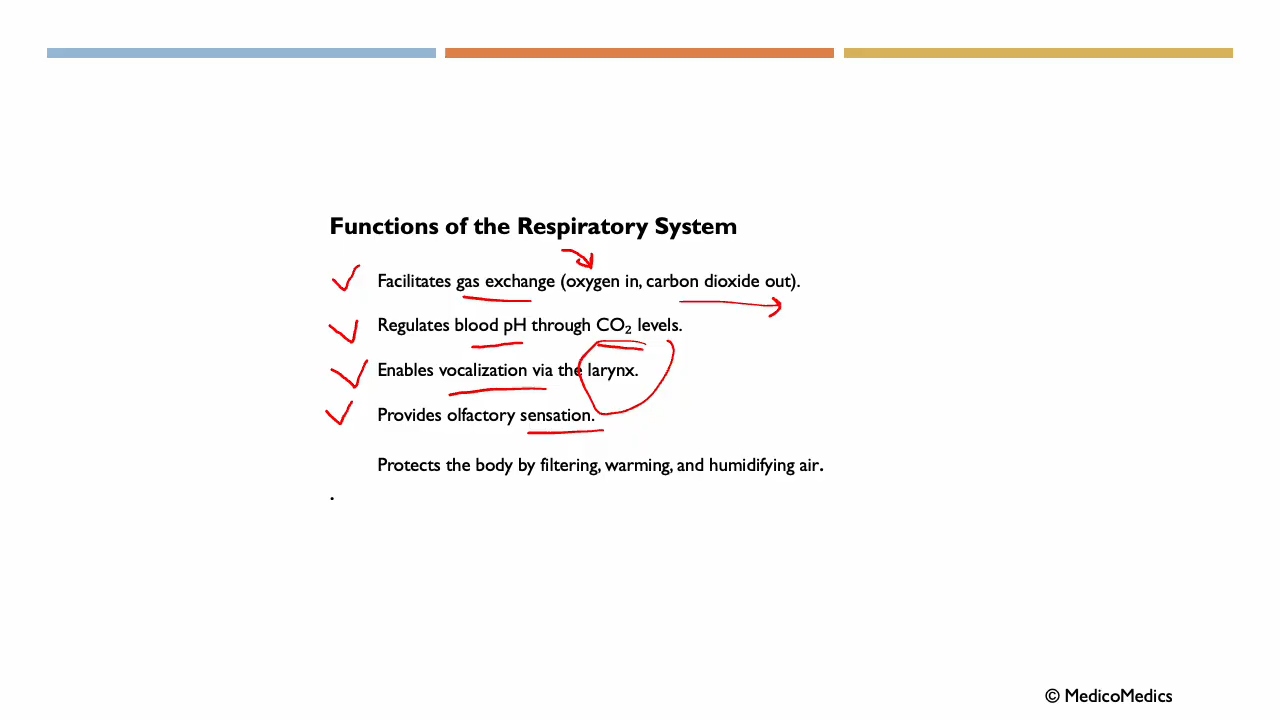 Functions of the Respiratory System
Facilitates gas exchange (oxygen in, carbon dioxide out).
Regulates blood pH through CO₂ levels.
Enables vocalization via the larynx.
Provides olfactory sensation.
Protects the body by filtering, warming, and humidifying air.
.
© MedicoMedics